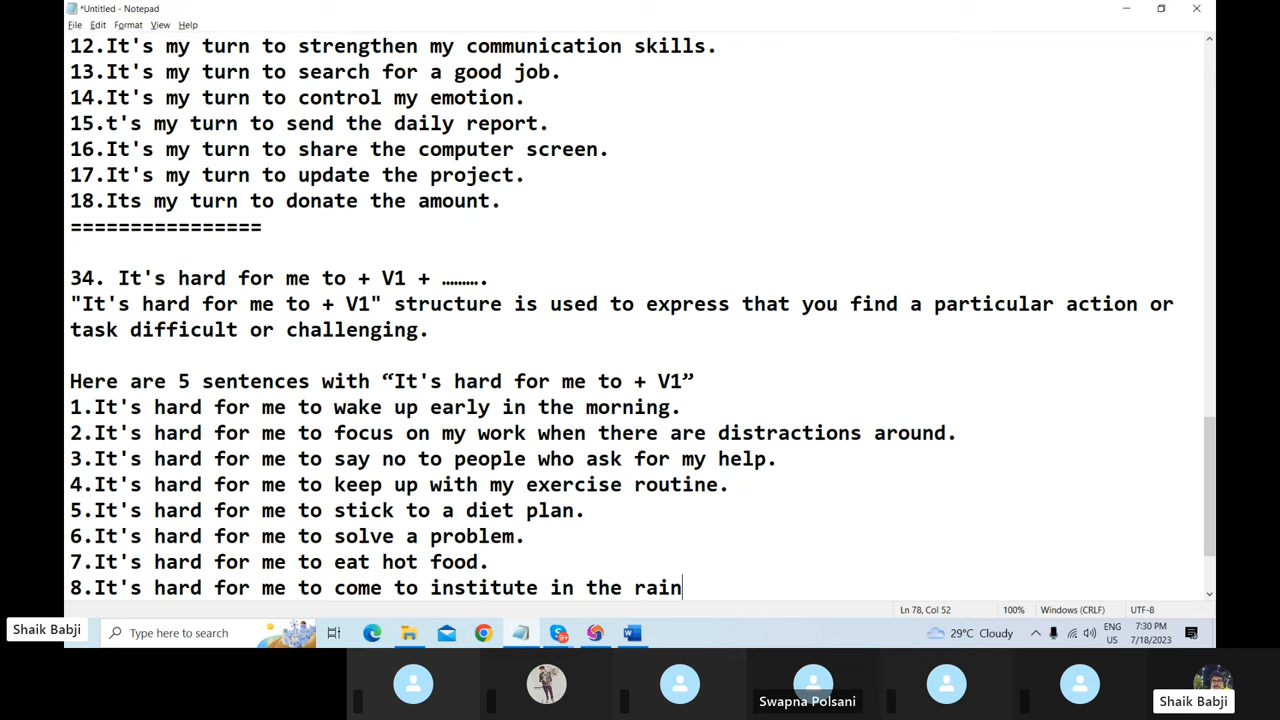 *Untitled - Notepad
File Edit Format View Help
12.It's my turn to strengthen my communication skills.
13.It's my turn to search for a good job.
14.It's my turn to control my emotion.
15.t's my turn to send the daily report.
16.It's my turn to share the computer screen.
17.It's my turn to update the project.
18.Its my turn to donate the amount.
================
34. It's hard for me to + V1 + ……….
"It's hard for me to + V1" structure is used to express that you find a particular action or
task difficult or challenging.
Here are 5 sentences with “It's hard for me to + V1”
1.It's hard for me to wake up early in the morning.
2.It's hard for me to focus on my work when there are distractions around.
3.It's hard for me to say no to people who ask for my help.
4.It's hard for me to keep up with my exercise routine.
5.It's hard for me to stick to a diet plan.
6.It's hard for me to solve a problem.
7.It's hard for me to eat hot food.
8.It's hard for me to come to institute in the rain
Ln 78, Col 52 100% Windows (CRLF) UTF-8
Shaik Babji
Type here to search
9+
29°C Cloudy
ENG
US
7:30 PM
7/18/2023
Swapna Polsani
Shaik Babji